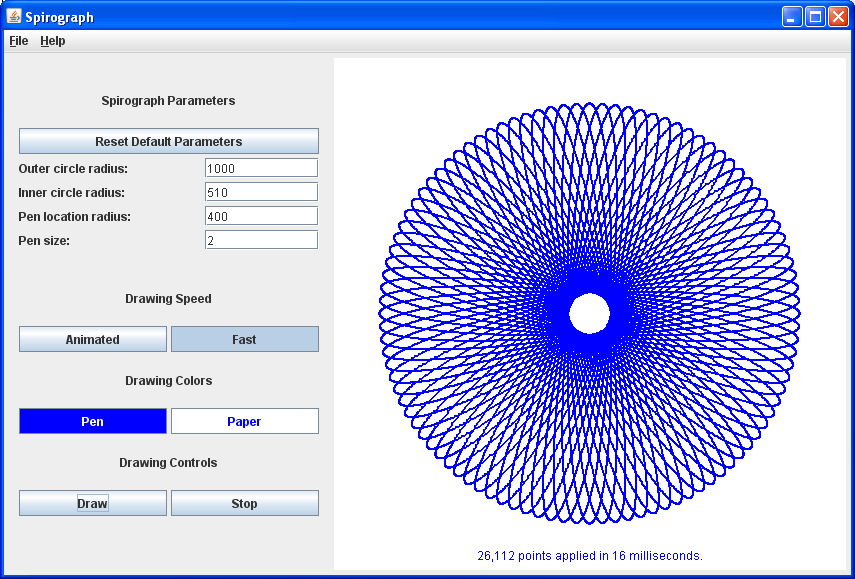 Spirograph
File Help
Spirograph Parameters
Reset Default Parameters
Outer circle radius: 1000
Inner circle radius: 510
Pen location radius: 400
Pen size: 2
Drawing Speed
Animated Fast
Drawing Colors
Pen Paper
Drawing Controls
Draw Stop
26,112 points applied in 16 milliseconds.